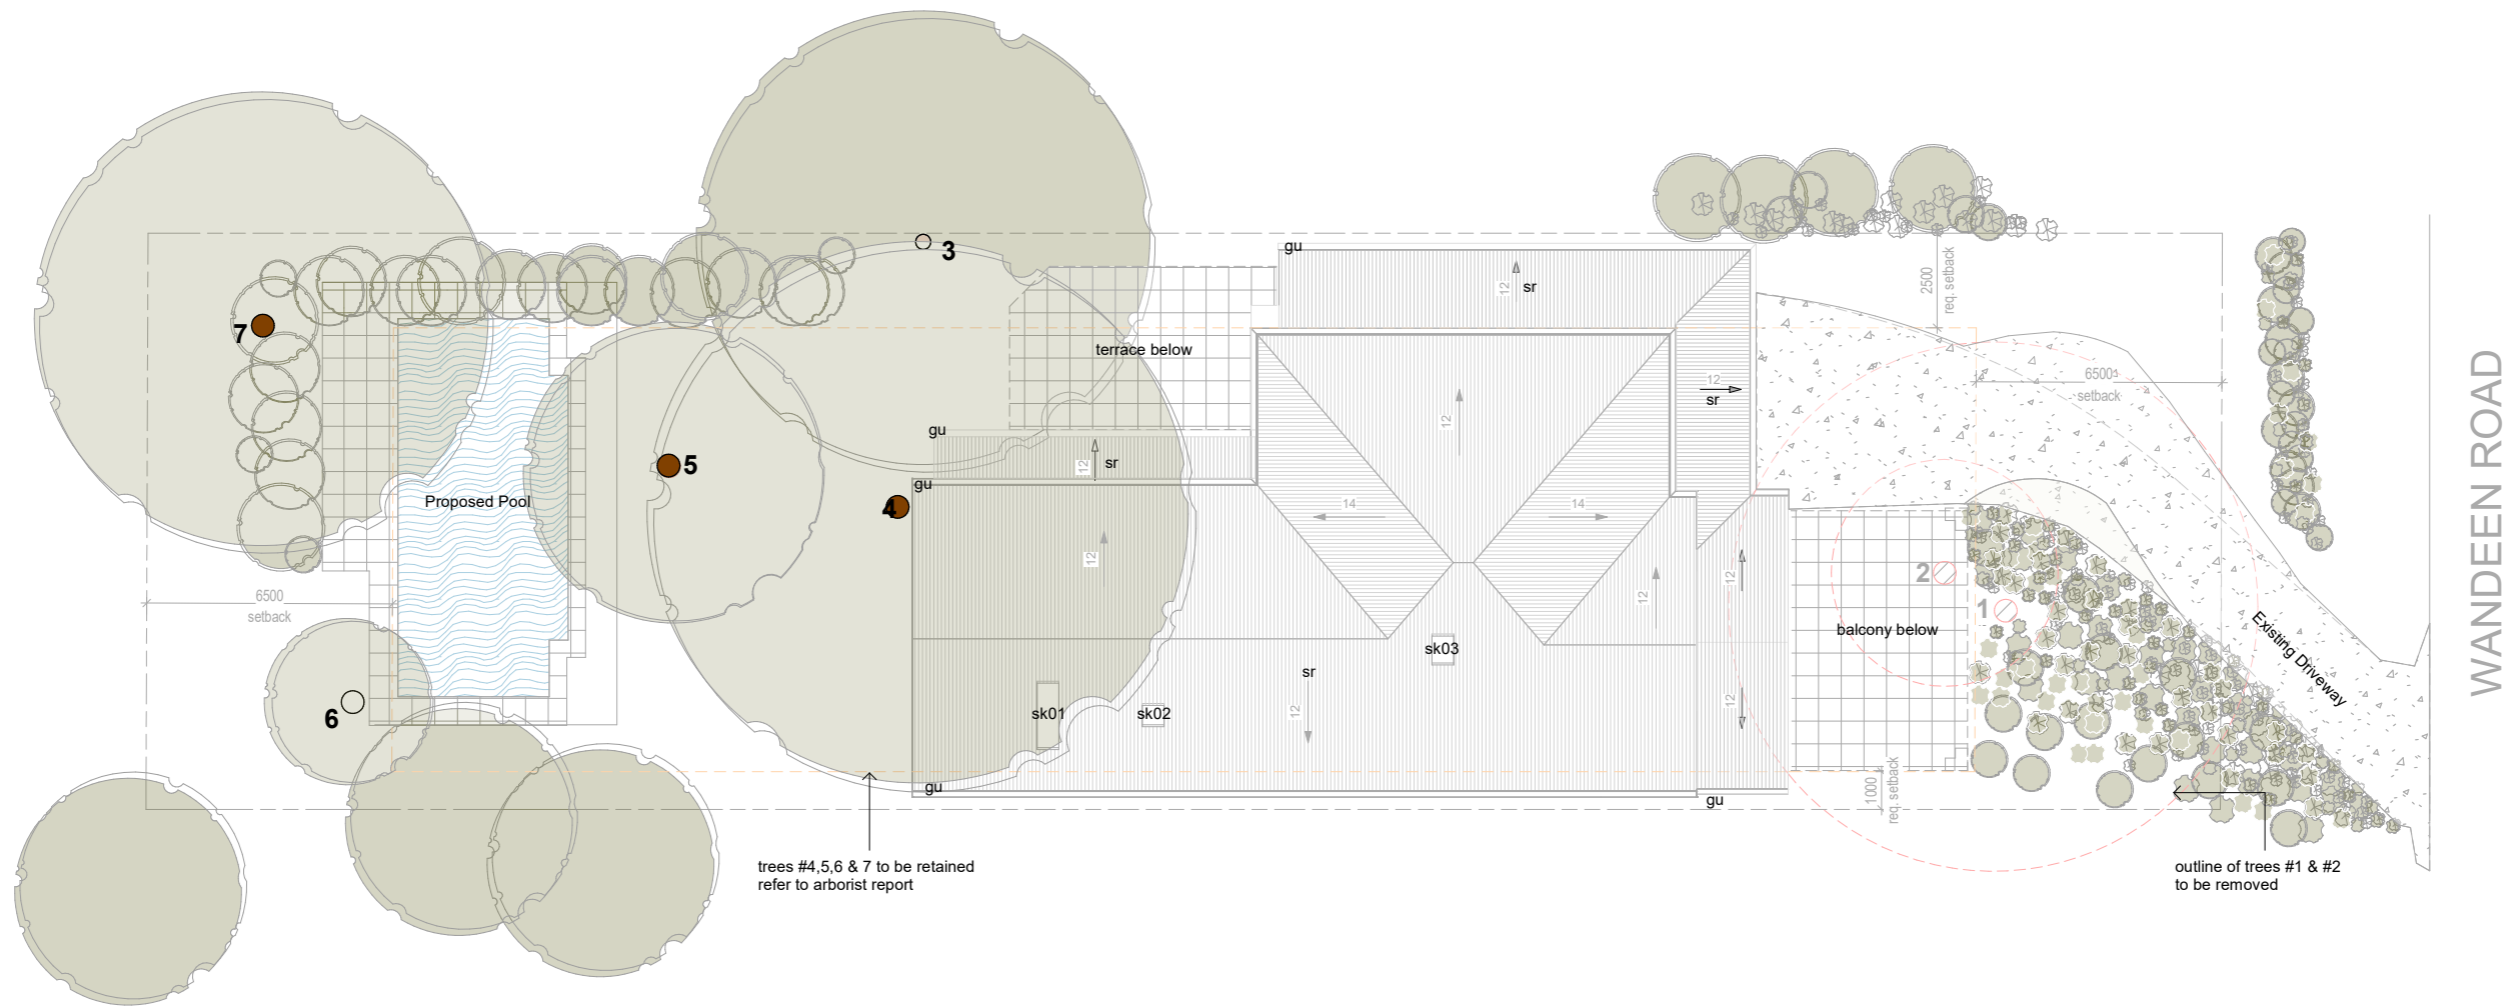 3
gu
12
sr
2500
req. setback
7
terrace below
12
sr
6500
setback
gu
12
sr
12
5
gu
4
Proposed Pool
14
14
12
12
12
2
1
6500
setback
balcony below
Existing Driveway
WANDEEN ROAD
sk03
sr
6
sk01
sk02
12
12
gu
gu
1000
req. setback
trees #4,5,6 & 7 to be retained
refer to arborist report
outline of trees #1 & #2
to be removed